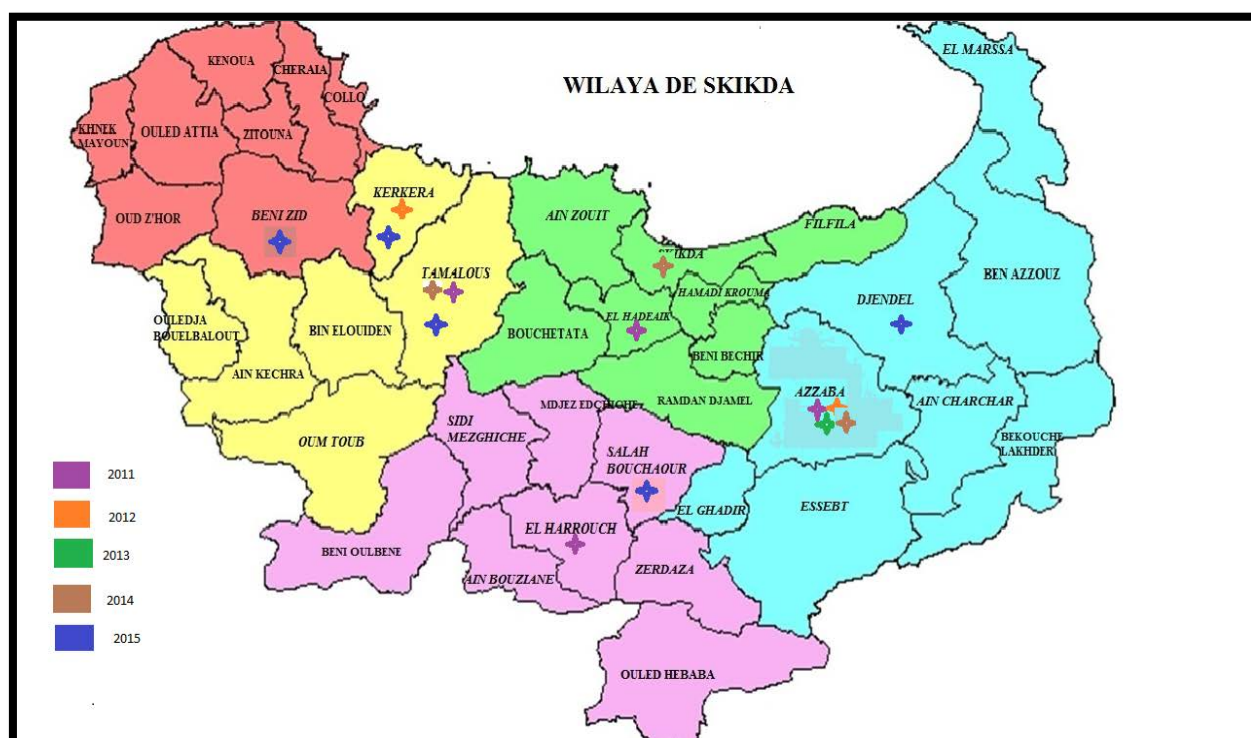 WILAYA DE SKIKDA
EL MARSSA
KENOUA
CHERAIA
COLLO
KHNEK
MAYOUN
OULED ATTIA
ZITOUNA
OUD Z'HOR
BENI ZID
KERKERA
AIN ZOUIT
FILFILA
TAMALOUS
HAMADI KROUMA
DJENDEL
BEN AZZOUZ
OULEDJA
BOUELBALOUT
BIN ELOUIDEN
BOUCHETATA
EL HADEAIK
BENI BECHIR
AIN KECHRA
RAMDAN DJAMEL
AZZABA
AIN CHARCHAR
OUM TOUB
SIDI
MEZGHICHE
MDJEZ EDCHICHE
SALAH
BOUCHAOUR
BEKOUCHE
LAKHDER
EL GHADIR
ESSEBT
EL HARROUCH
BENI OULBENE
AIN BOUZIANE
ZERDAZA
OULED HEBABA
2011
2012
2013
2014
2015